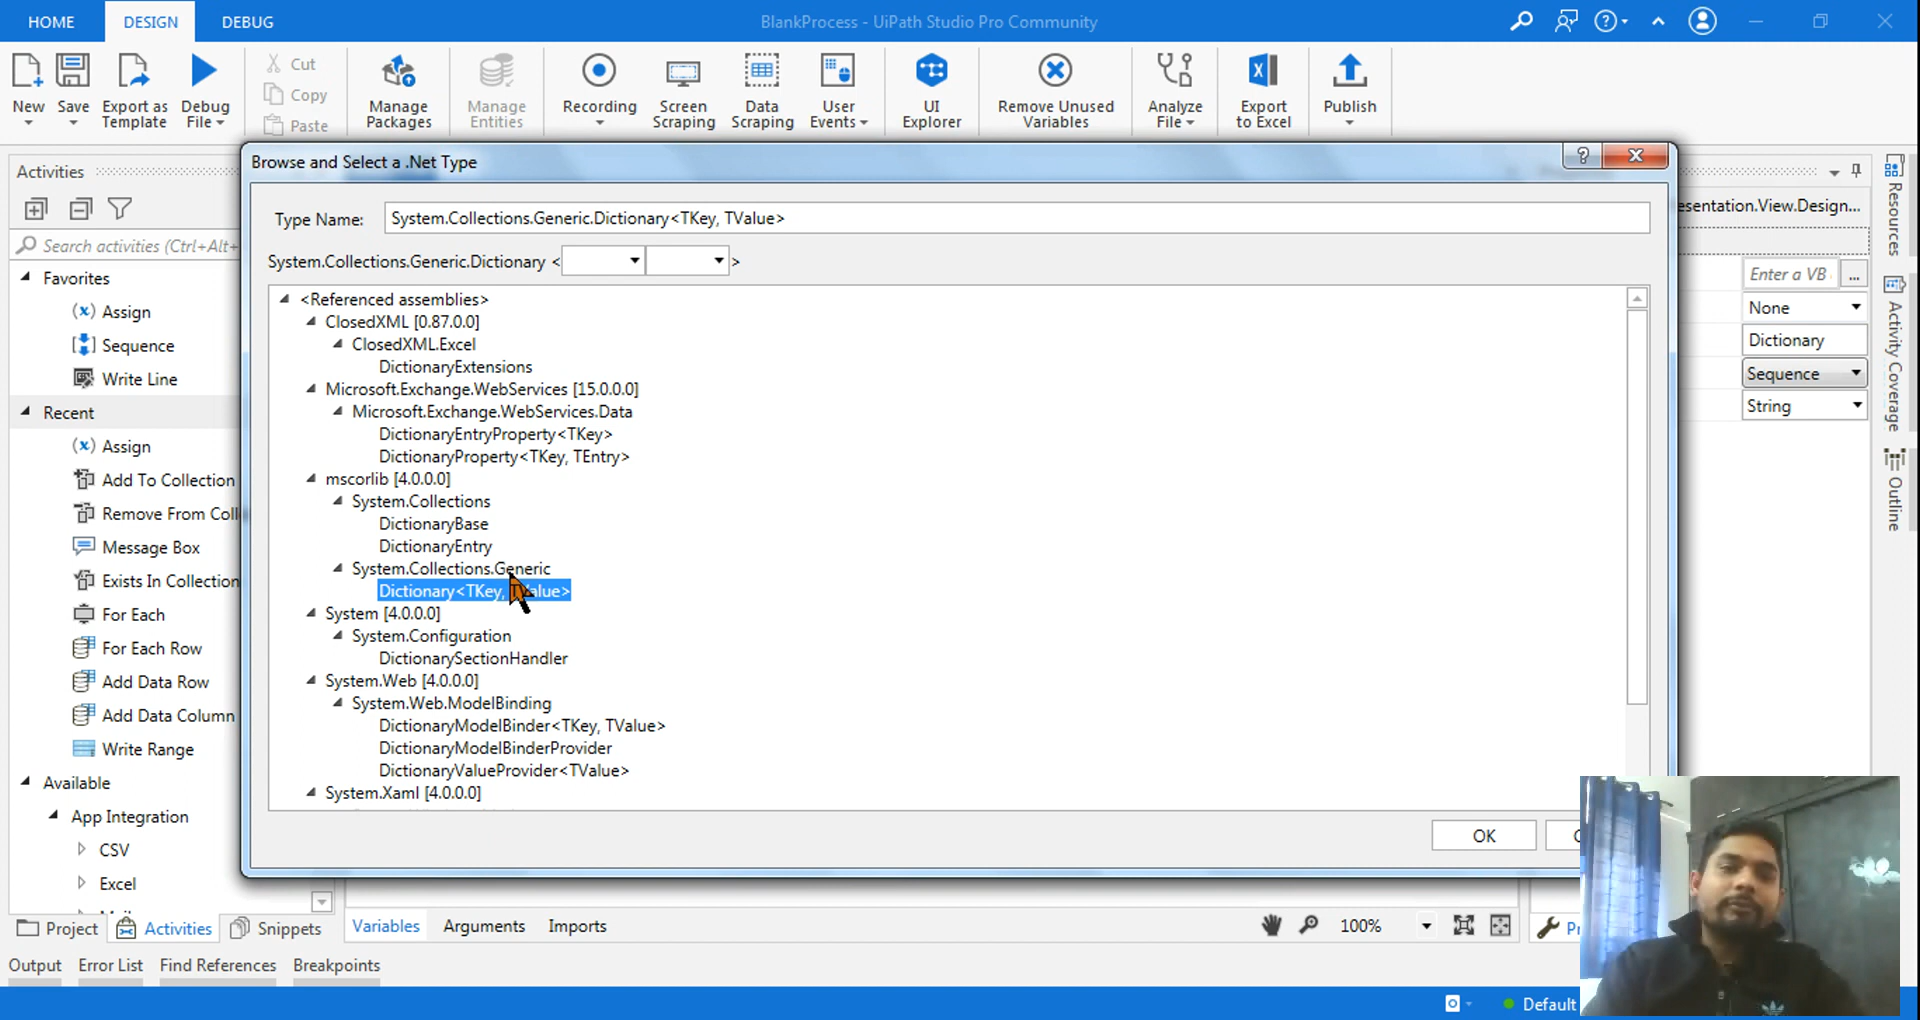 HOME DESIGN DEBUG BlankProcess - UiPath Studio Pro Community
New Save Export as Template Debug File Cut Copy Paste Manage Packages Manage Entities Recording Screen Scraping Data Scraping User Events UI Explorer Remove Unused Variables Analyze File Export to Excel Publish
Activities
Browse and Select a .Net Type
Type Name: System.Collections.Generic.Dictionary<TKey, TValue>
System.Collections.Generic.Dictionary < >
<Referenced assemblies>
ClosedXML [0.87.0.0]
ClosedXML.Excel
DictionaryExtensions
Microsoft.Exchange.WebServices [15.0.0.0]
Microsoft.Exchange.WebServices.Data
DictionaryEntryProperty<TKey>
DictionaryProperty<TKey, TEntry>
mscorlib [4.0.0.0]
System.Collections
DictionaryBase
DictionaryEntry
System.Collections.Generic
Dictionary<TKey, TValue>
System [4.0.0.0]
System.Configuration
DictionarySectionHandler
System.Web [4.0.0.0]
System.Web.ModelBinding
DictionaryModelBinder<TKey, TValue>
DictionaryModelBinderProvider
DictionaryValueProvider<TValue>
System.Xaml [4.0.0.0]
OK
Search activities (Ctrl+Alt+
Favorites
Assign
Sequence
Write Line
Recent
Assign
Add To Collection
Remove From Coll
Message Box
Exists In Collection
For Each
For Each Row
Add Data Row
Add Data Column
Write Range
Available
App Integration
CSV
Excel
esentation.View.Design...
Enter a VB ...
None
Dictionary
Sequence
String
Resources
Activity Coverage
Outline
Project Activities Snippets Variables Arguments Imports 100%
Output Error List Find References Breakpoints
Default